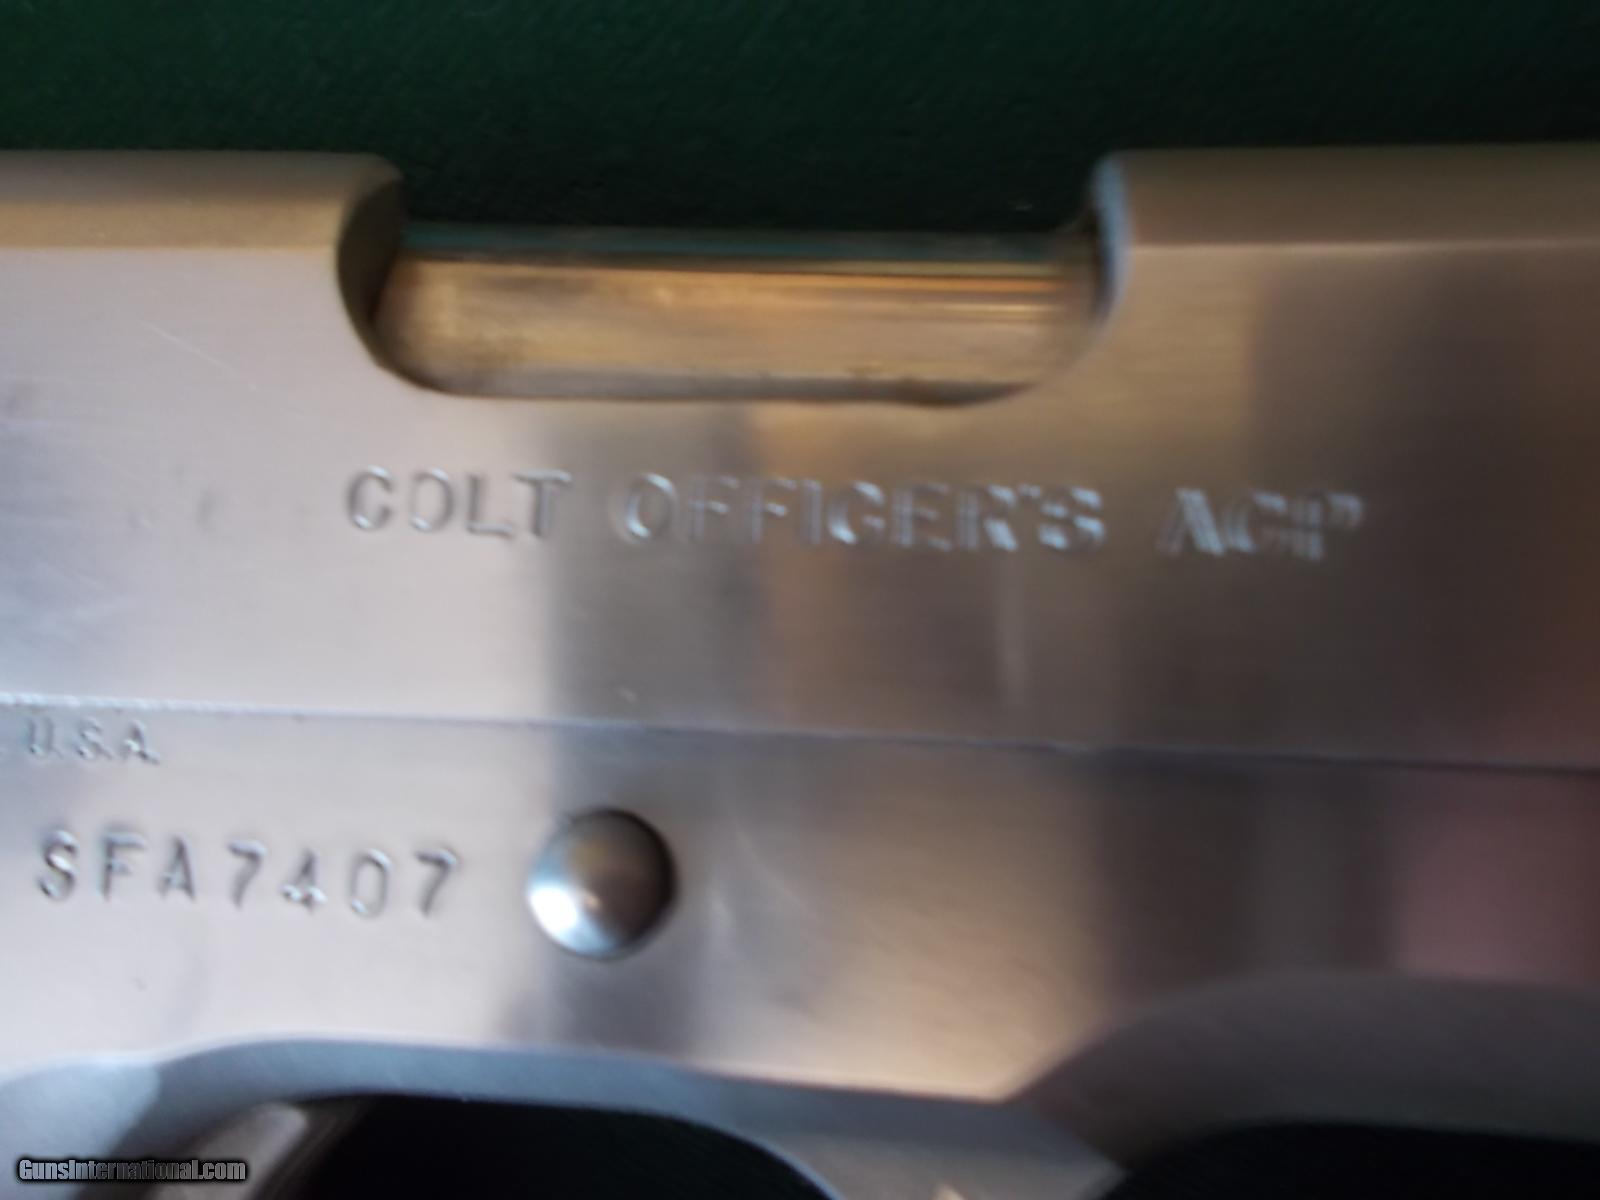 COLT OFFICER'S ACP
U.S.A.
SFA7407
GunsInternational.com